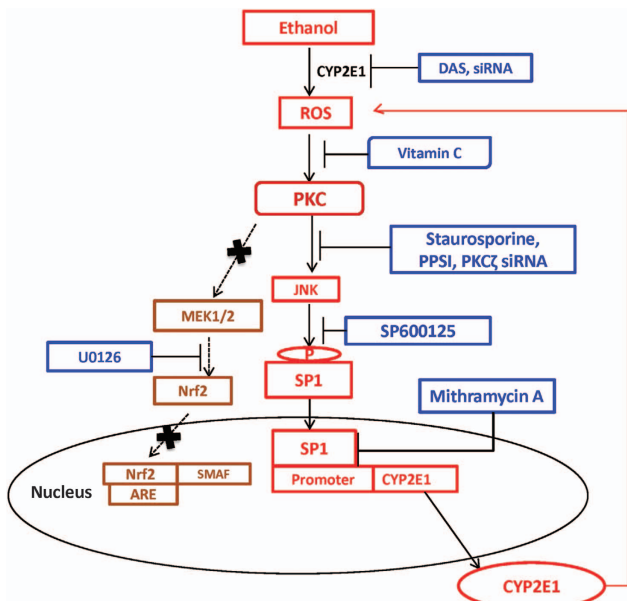 Ethanol
CYP2E1
DAS, siRNA
ROS
Vitamin C
PKC
Staurosporine,
PPSI, PKCζ siRNA
JNK
MEK1/2
SP600125
U0126
P
Nrf2
SP1
Mithramycin A
SP1
Nrf2
SMAF
Promoter
CYP2E1
Nucleus
ARE
CYP2E1